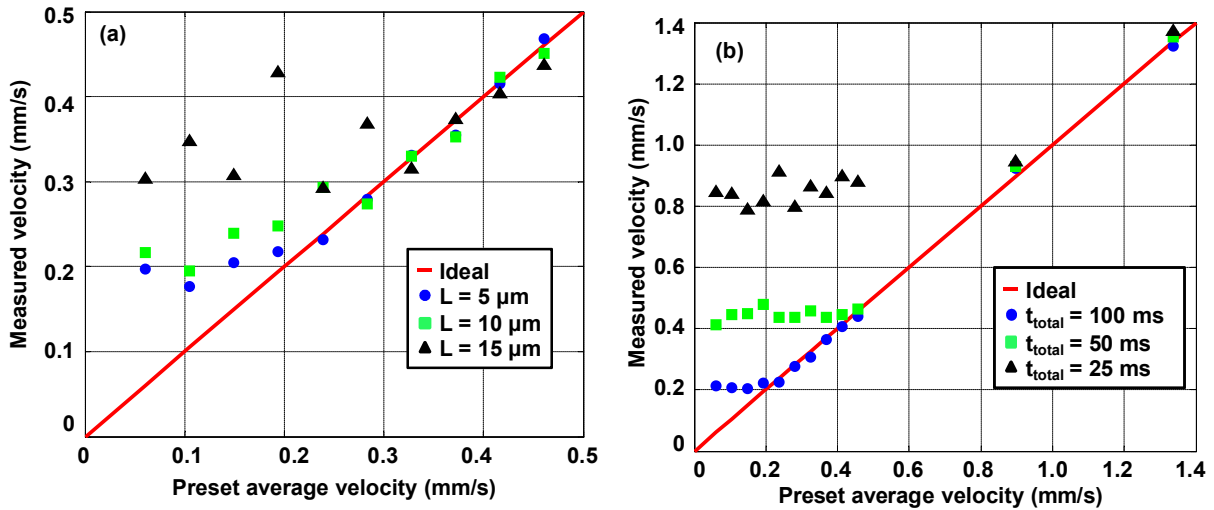 (a)
Measured velocity (mm/s)
0.5
0.4
0.3
0.2
0.1
0
0 0.1 0.2 0.3 0.4 0.5
Preset average velocity (mm/s)
Ideal
L = 5 µm
L = 10 µm
L = 15 µm
(b)
Measured velocity (mm/s)
1.4
1.2
1.0
0.8
0.6
0.4
0.2
0
0 0.2 0.4 0.6 0.8 1.0 1.2 1.4
Preset average velocity (mm/s)
Ideal
t_total = 100 ms
t_total = 50 ms
t_total = 25 ms